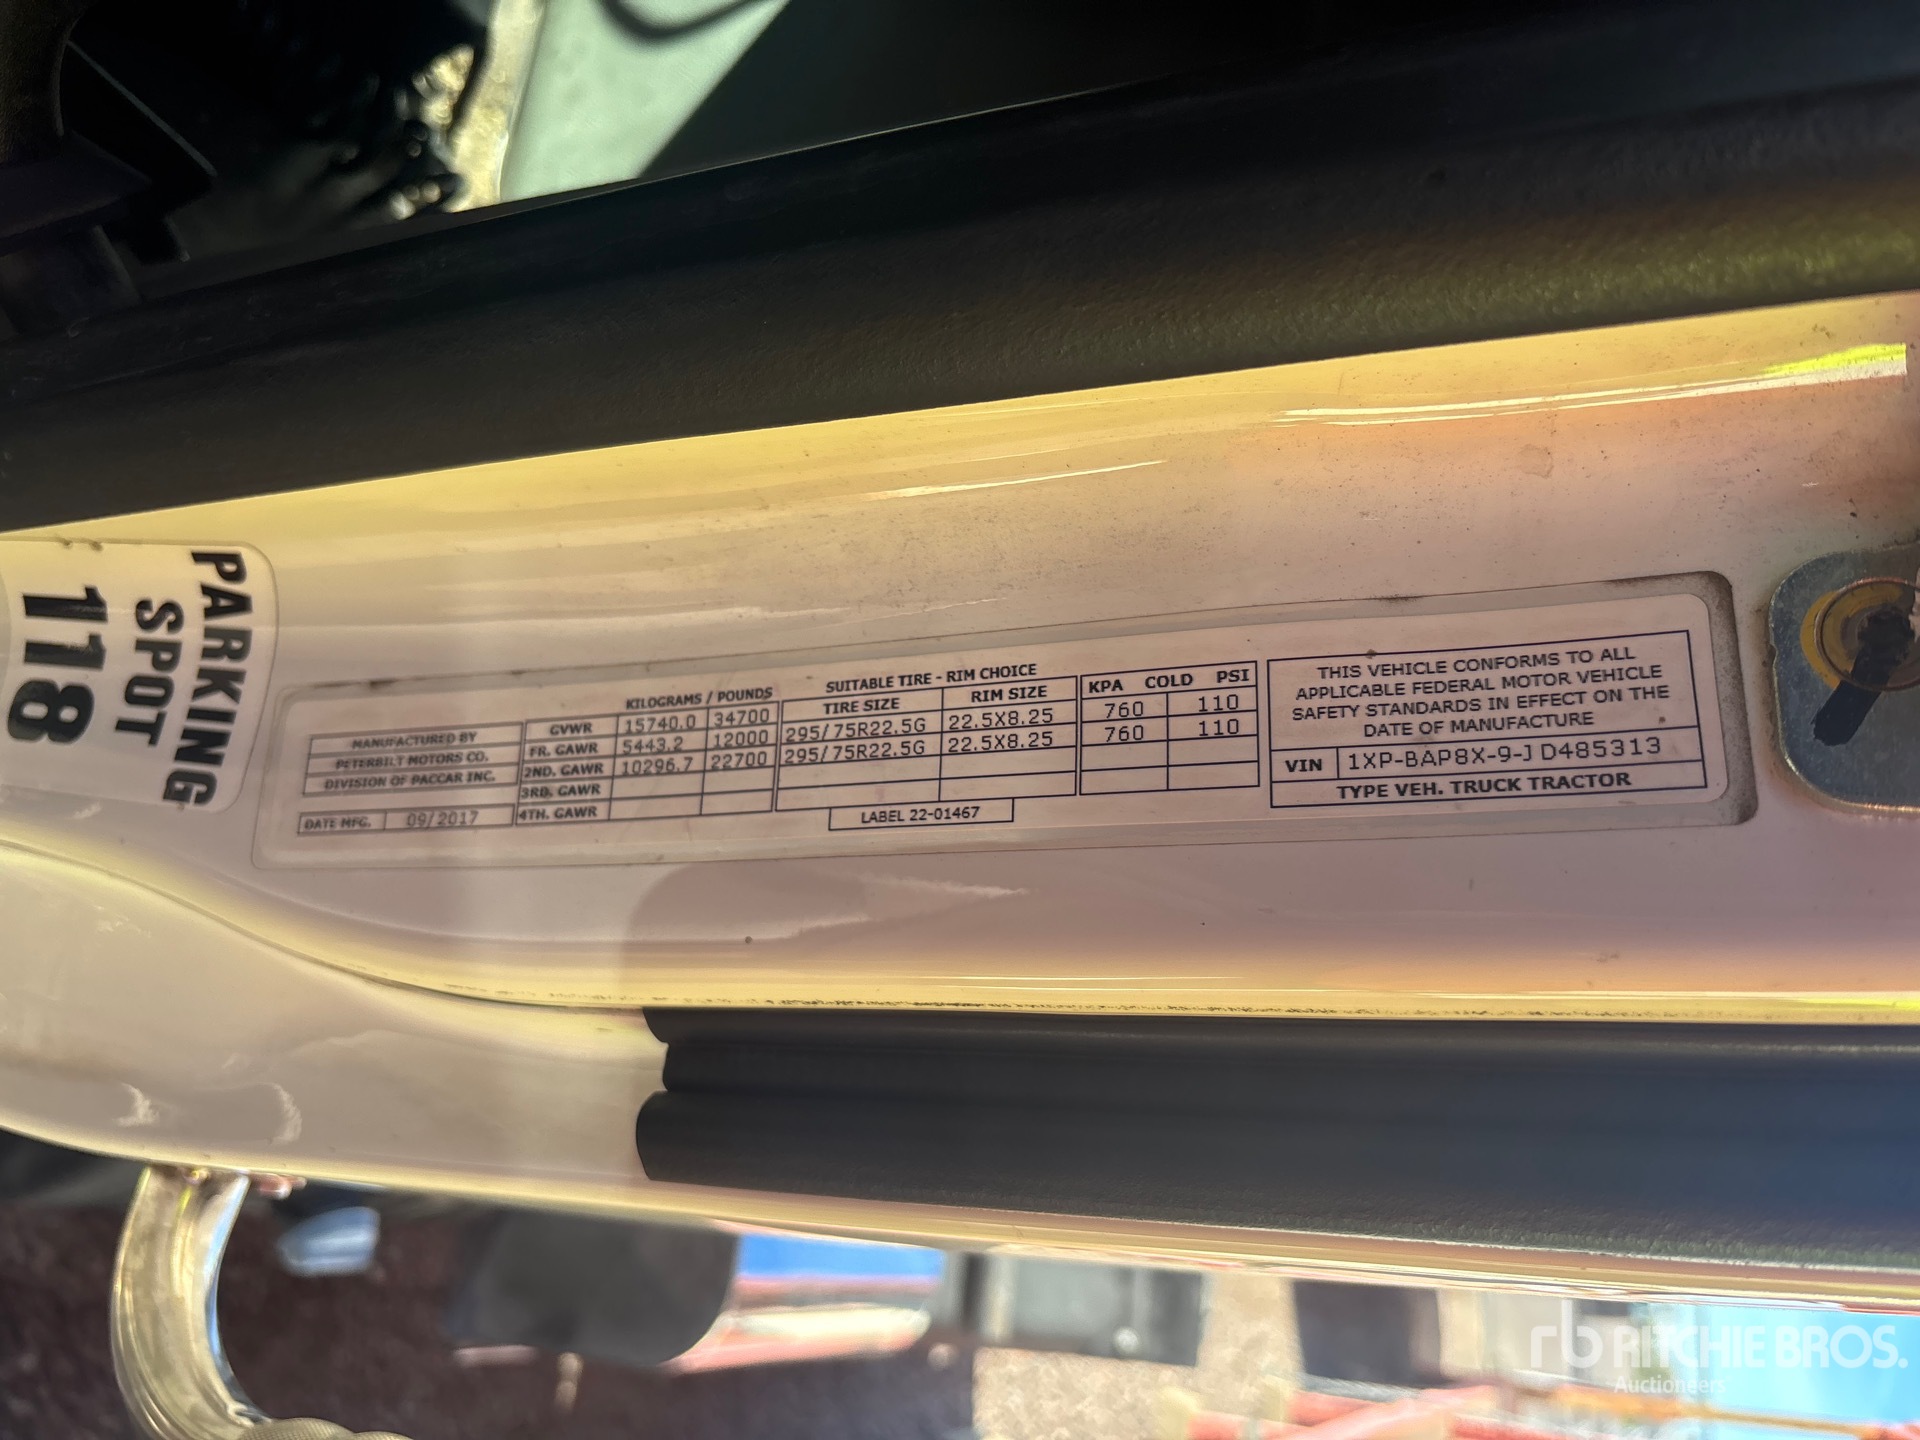 PARKING
SPOT
118
MANUFACTURED BY
PETERBILT MOTORS CO.
DIVISION OF PACCAR INC.
DATE MFG. 09/2017
KILOGRAMS / POUNDS
GVWR 15740.0 34700
FR. GAWR 5443.2 12000
2ND. GAWR 10296.7 22700
3RD. GAWR
4TH. GAWR
SUITABLE TIRE - RIM CHOICE
TIRE SIZE RIM SIZE
295/75R22.5G 22.5X8.25
295/75R22.5G 22.5X8.25
LABEL 22-01467
KPA COLD PSI
760 110
760 110
THIS VEHICLE CONFORMS TO ALL
APPLICABLE FEDERAL MOTOR VEHICLE
SAFETY STANDARDS IN EFFECT ON THE
DATE OF MANUFACTURE
VIN 1XP-BAP8X-9-JD485313
TYPE VEH. TRUCK TRACTOR
rb RITCHIE BROS.
Auctioneers